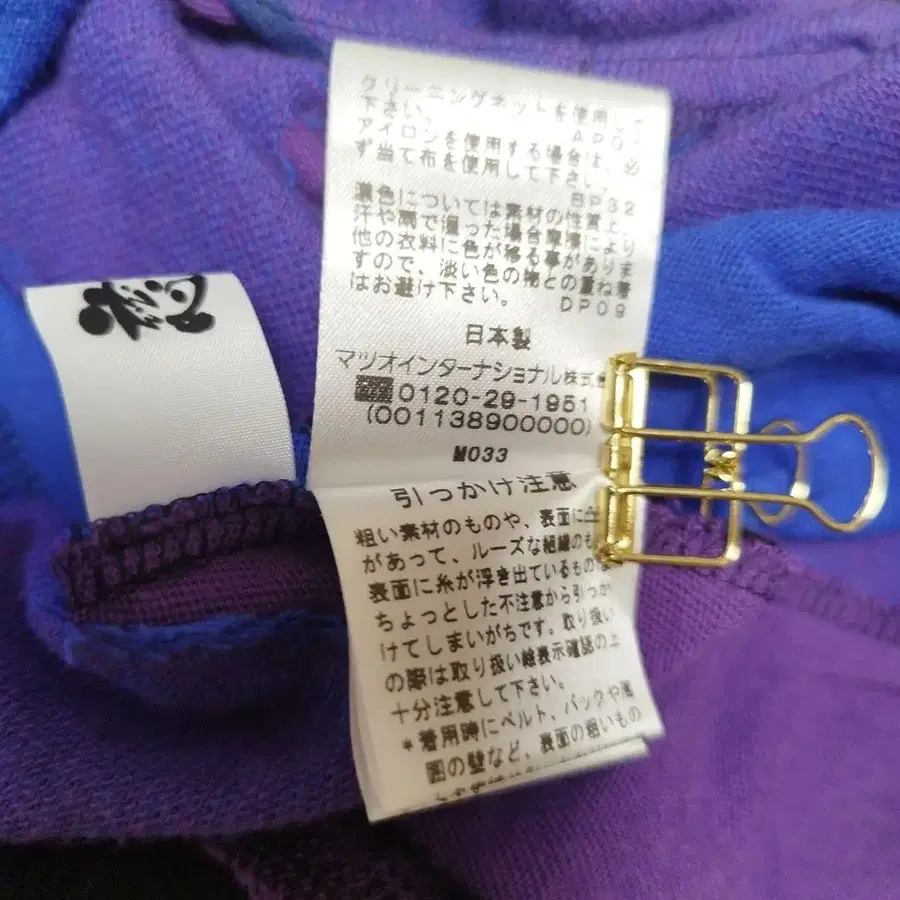 クリーニングネットを使用して
下さい。 AP01
アイロンを使用する場合は、必
ず当て布を使用して下さい。
BP32
濃色については素材の性質上、
汗や雨で湿った場合摩擦により
他の衣料に色が移る事がありま
すので、淡い色の物との重ね着
はお避け下さい。 DP09
日本製
マツオインターナショナル株式
0120-29-1951
(001138900000)
M033
引っかけ注意
粗い素材のものや、表面に凸
があって、ルーズな組織のも
表面に糸が浮き出ているものは
ちょっとした不注意から引っか
けてしまいがちです。取り扱い
の際は取り扱い絵表示確認の上
十分注意して下さい。
*着用時にベルト、バックや周
囲の壁など、表面の粗いもの